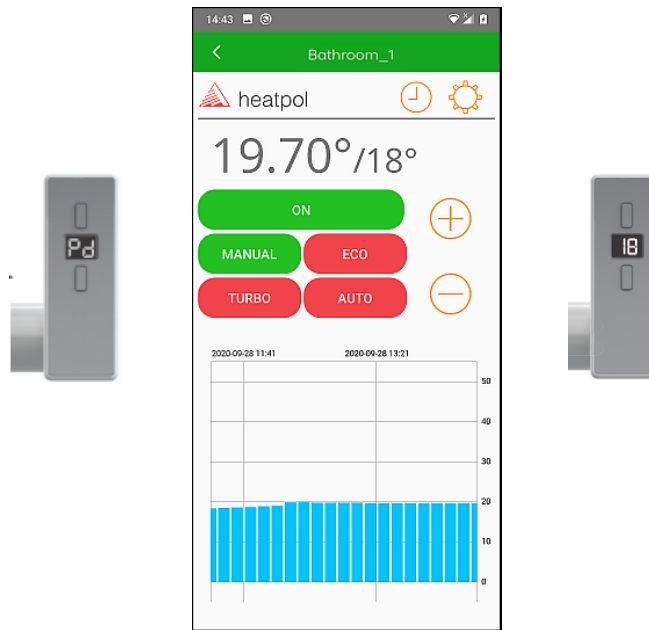 14:43
Bathroom_1
heatpol
19.70°/18°
ON
MANUAL ECO
TURBO AUTO
Pd
18
2020-09-28 11:41 2020-09-28 13:21
50
40
30
20
10
0